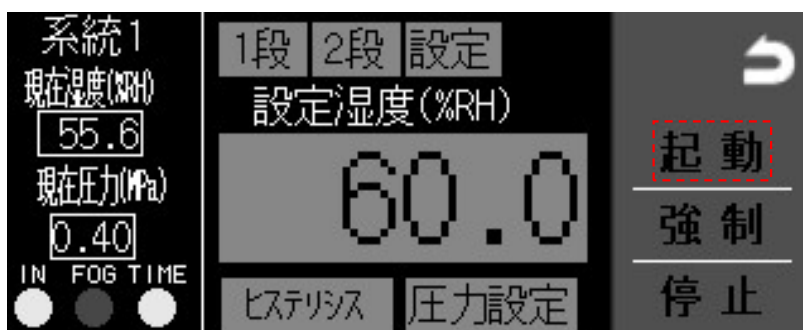 系統1
現在湿度(%RH)
55.6
現在圧力(MPa)
0.40
IN FOG TIME
1段 2段 設定
設定湿度(%RH)
60.0
ﾋｽﾃﾘｼｽ 圧力設定
起動
強制
停止